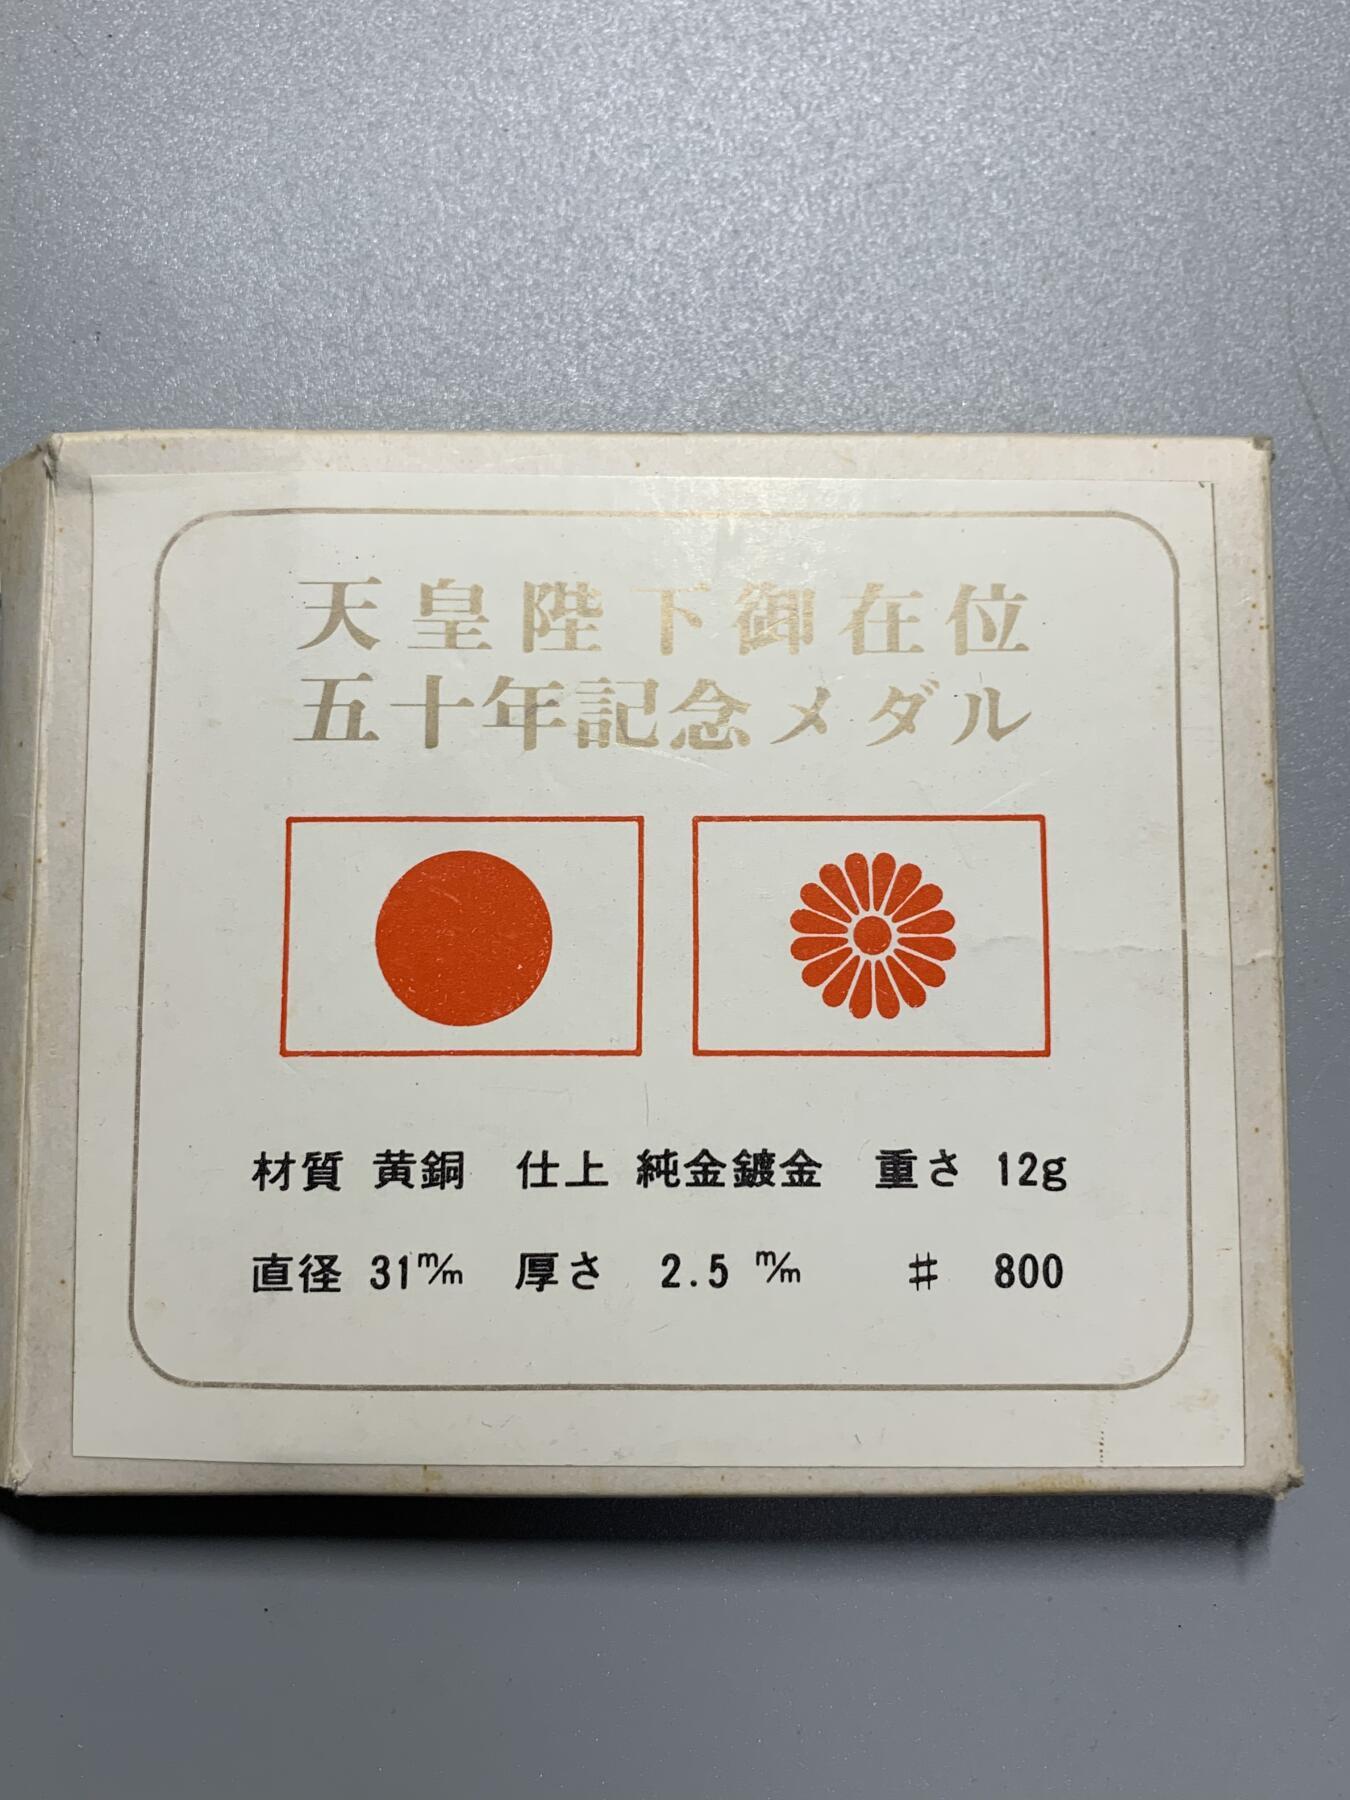 天皇陛下御在位
五十年記念メダル
材質 黄銅 仕上 純金鍍金 重さ 12g
直径 31m/m 厚さ 2.5 m/m # 800